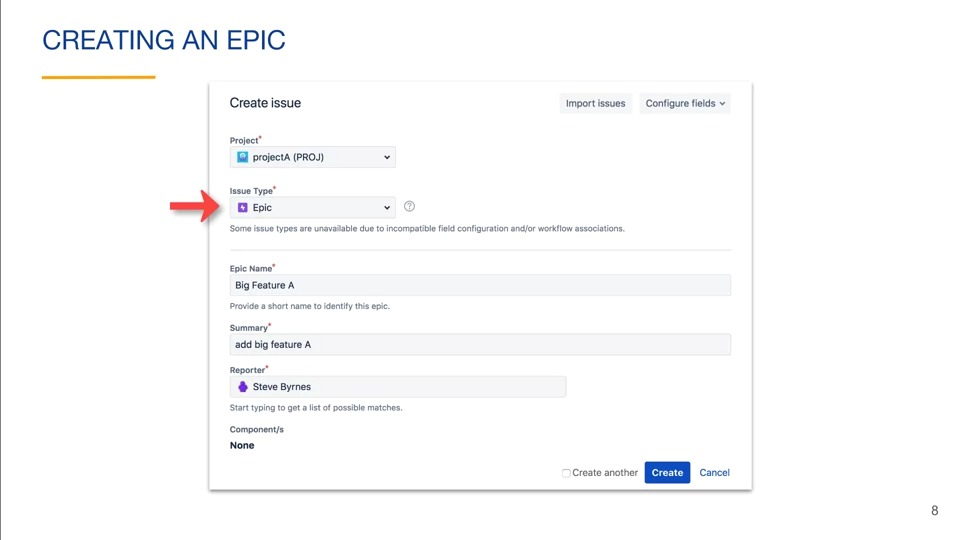 CREATING AN EPIC
Create issue
Import issues
Configure fields
Project*
projectA (PROJ)
Issue Type*
Epic
Some issue types are unavailable due to incompatible field configuration and/or workflow associations.
Epic Name*
Big Feature A
Provide a short name to identify this epic.
Summary*
add big feature A
Reporter*
Steve Byrnes
Start typing to get a list of possible matches.
Component/s
None
Create another
Create
Cancel
8